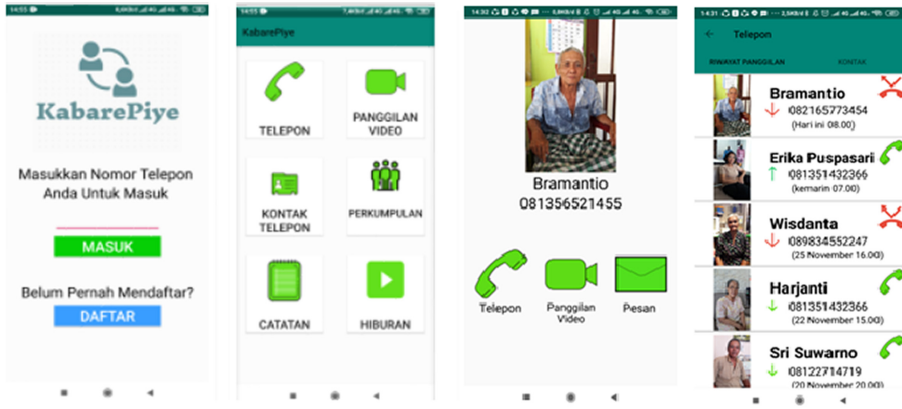 14:55
KabarePiye
Masukkan Nomor Telepon
Anda Untuk Masuk
MASUK
Belum Pernah Mendaftar?
DAFTAR
14:55
KabarePiye
TELEPON
PANGGILAN
VIDEO
KONTAK
TELEPON
PERKUMPULAN
CATATAN
HIBURAN
14:30
Bramantio
081356521455
Telepon
Panggilan
Video
Pesan
14:31
Telepon
RIWAYAT PANGGILAN
KONTAK
Bramantio
082165773454
(Hari ini 08.00)
Erika Puspasari
081351432366
(kemarin 07.00)
Wisdanta
089834552247
(25 November 16.00)
Harjanti
081351432366
(22 November 15.00)
Sri Suwarno
08122714719
(20 November 20.00)